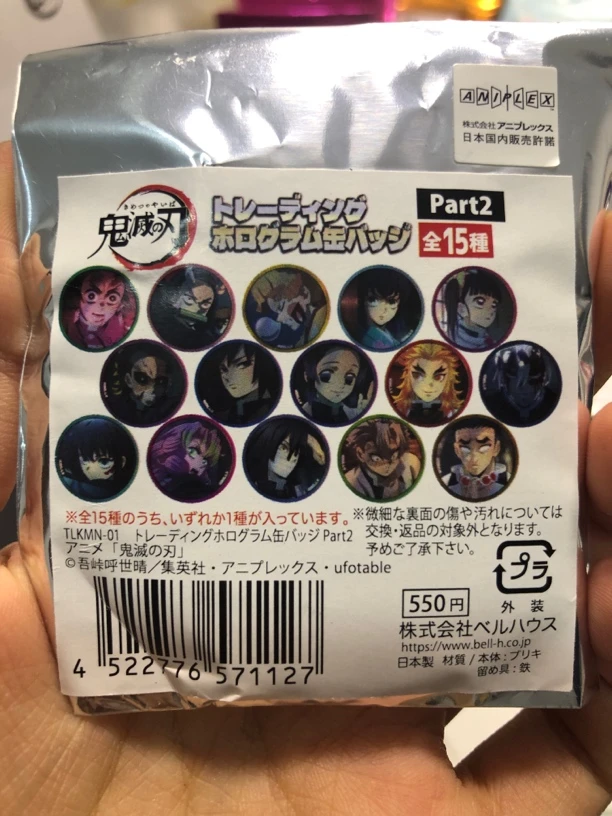 ANIPLEX
株式会社 アニプレックス
日本国内販売許諾
きめつのやいば
鬼滅の刃
トレーディング
ホログラム缶バッジ
Part2
全15種
※全15種のうち、いずれか1種が入っています。
TLKMN-01 トレーディングホログラム缶バッジ Part2
アニメ「鬼滅の刃」
©吾峠呼世晴／集英社・アニプレックス・ufotable
※微細な裏面の傷や汚れについては
交換・返品の対象外となります。
予めご了承下さい。
プラ
外装
550円
株式会社ベルハウス
https://www.bell-h.co.jp
日本製 材質 / 本体 : ブリキ
留め具 : 鉄
4 522776 571127